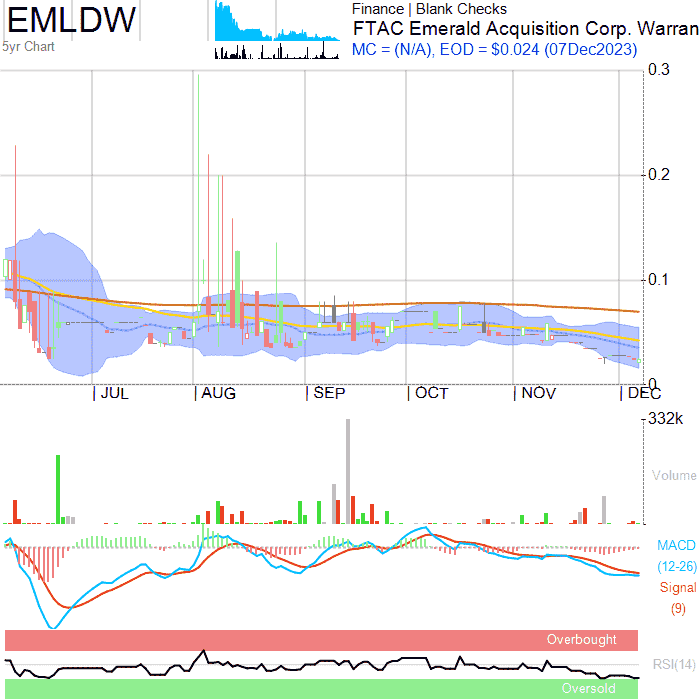 EMLDW
5yr Chart
Finance | Blank Checks
FTAC Emerald Acquisition Corp. Warran
MC = (N/A), EOD = $0.024 (07Dec2023)
0.3
0.2
0.1
0
JUL AUG SEP OCT NOV DEC
332k
Volume
MACD
(12-26)
Signal
(9)
Overbought
RSI(14)
Oversold